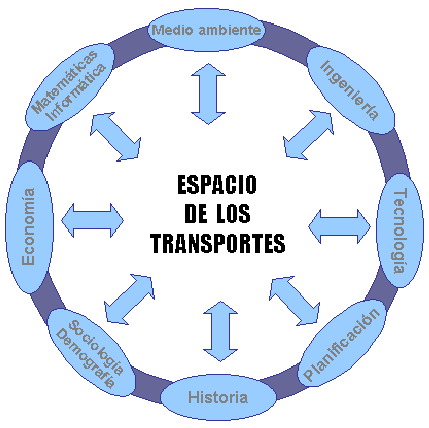 Medio ambiente
Ingeniería
Tecnología
Planificación
Historia
Sociología
Demografía
Economía
Matemáticas
Informática
ESPACIO
DE LOS
TRANSPORTES